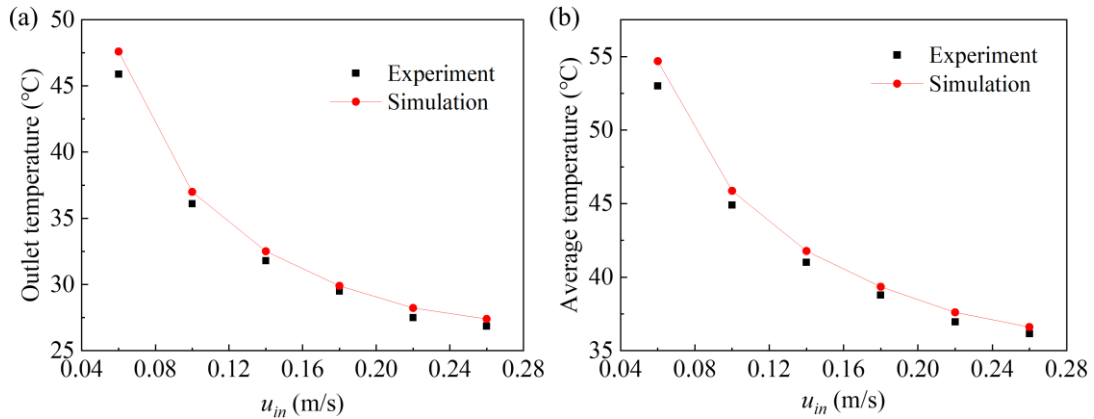 (a)
Outlet temperature (°C)
50
45
40
35
30
25
Experiment
Simulation
0.04 0.08 0.12 0.16 0.20 0.24 0.28
u_in (m/s)
(b)
Average temperature (°C)
55
50
45
40
35
Experiment
Simulation
0.04 0.08 0.12 0.16 0.20 0.24 0.28
u_in (m/s)